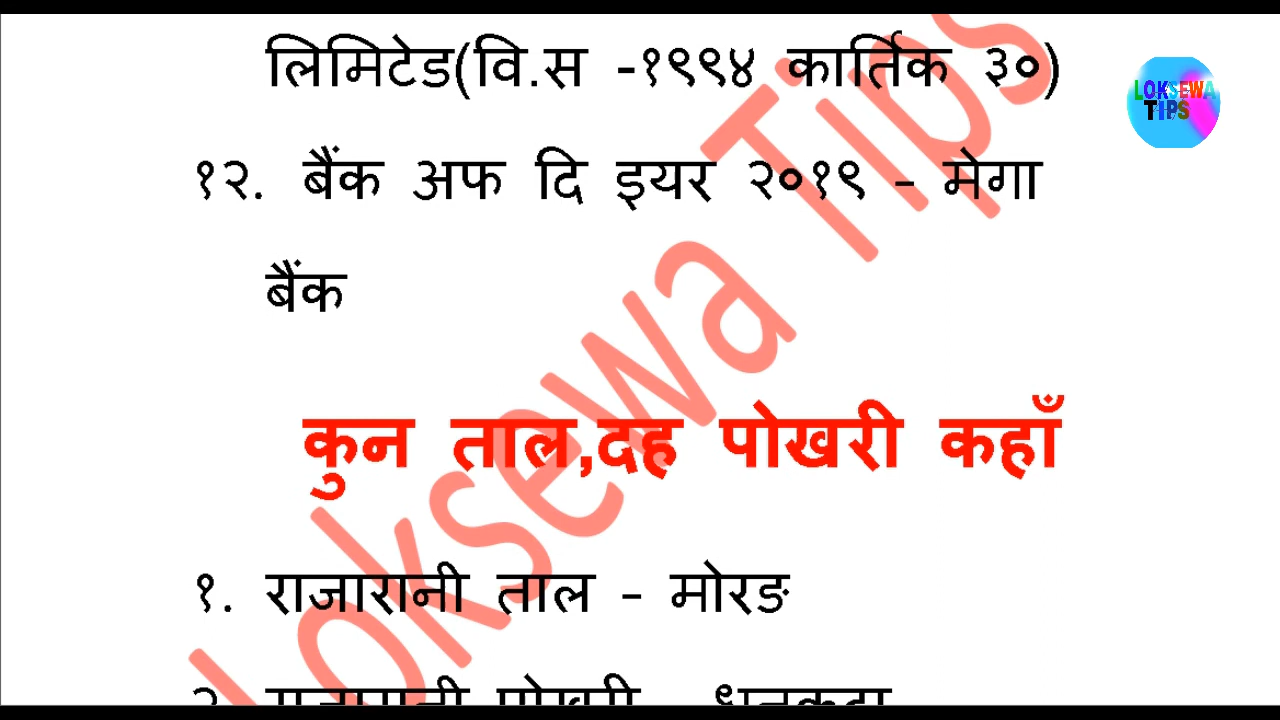 लिमिटेड(वि.स -१९९४ कार्तिक ३०)
LOKSEWA
TIPS
१२. बैंक अफ दि इयर २०१९ - मेगा
बैंक
कुन ताल,दह पोखरी कहाँ
१. राजारानी ताल - मोरङ
Loksewa Tips